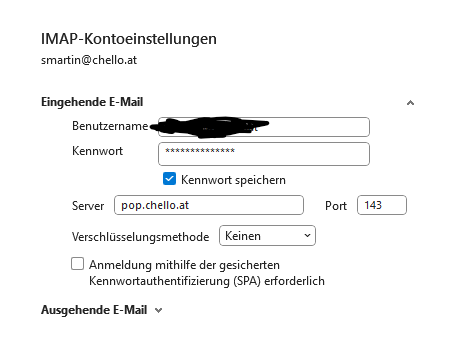 IMAP-Kontoeinstellungen
smartin@chello.at
Eingehende E-Mail
Benutzername
Kennwort **************
Kennwort speichern
Server pop.chello.at Port 143
Verschlüsselungsmethode Keinen
Anmeldung mithilfe der gesicherten
Kennwortauthentifizierung (SPA) erforderlich
Ausgehende E-Mail